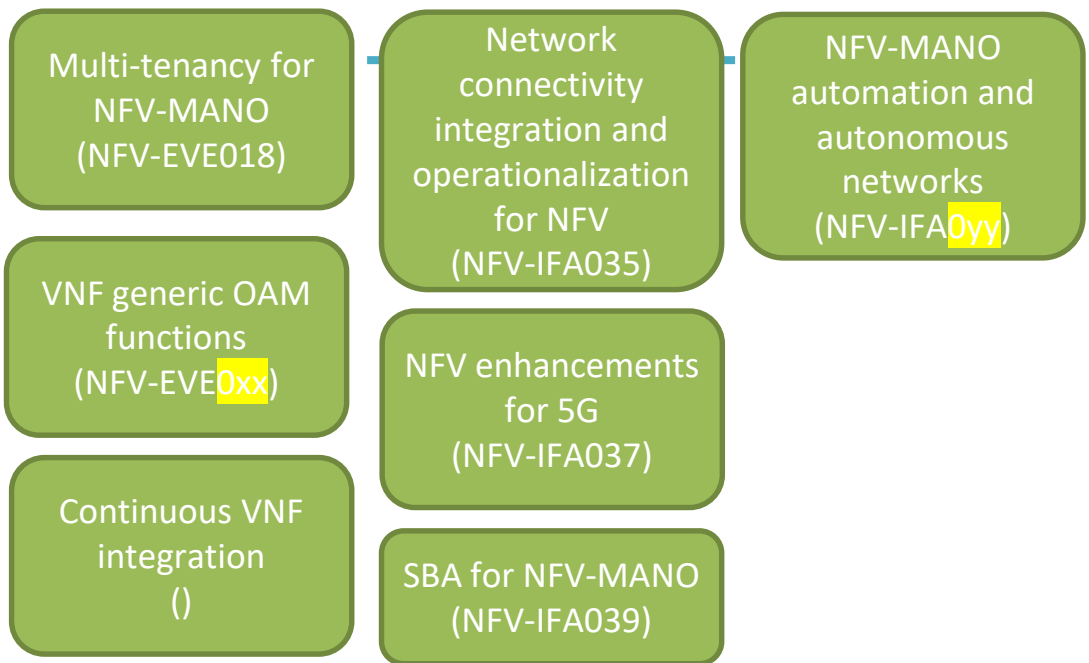 Multi-tenancy for
NFV-MANO
(NFV-EVE018)
VNF generic OAM
functions
(NFV-EVE0xx)
Continuous VNF
integration
()
Network
connectivity
integration and
operationalization
for NFV
(NFV-IFA035)
NFV enhancements
for 5G
(NFV-IFA037)
SBA for NFV-MANO
(NFV-IFA039)
NFV-MANO
automation and
autonomous
networks
(NFV-IFA0yy)